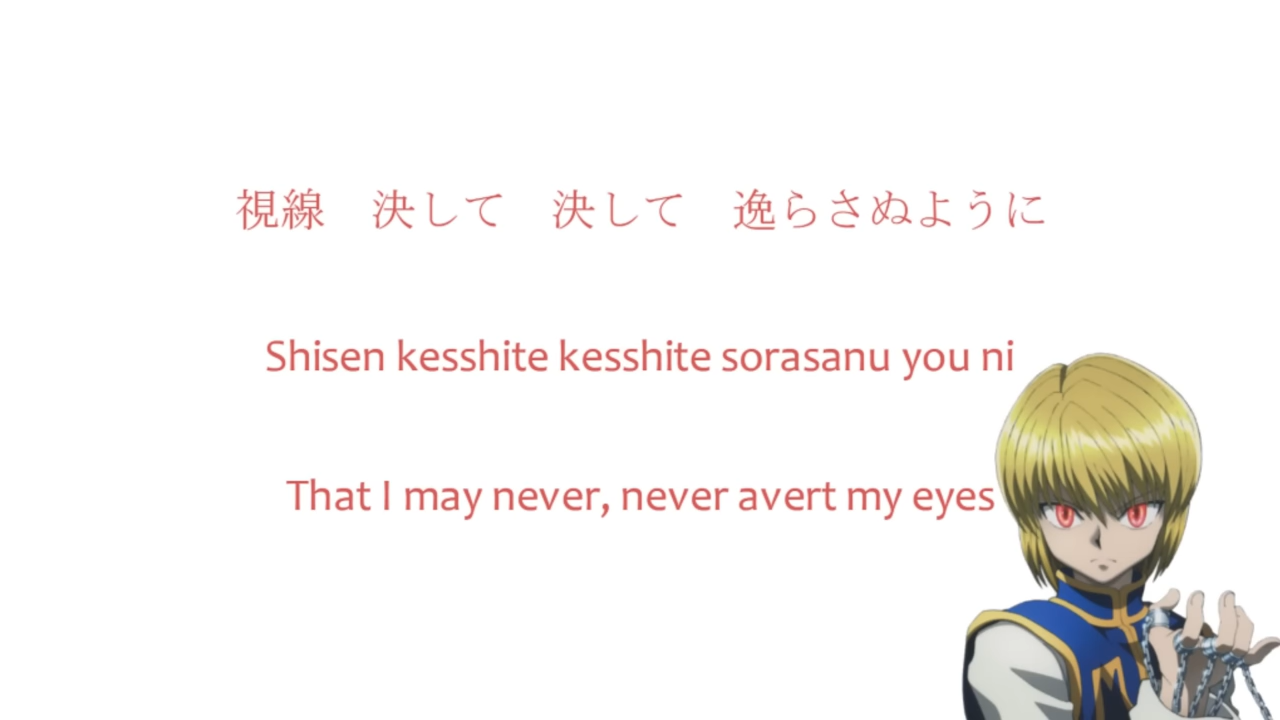 視線　決して　決して　逸らさぬように
Shisen kesshite kesshite sorasanu you ni
That I may never, never avert my eyes